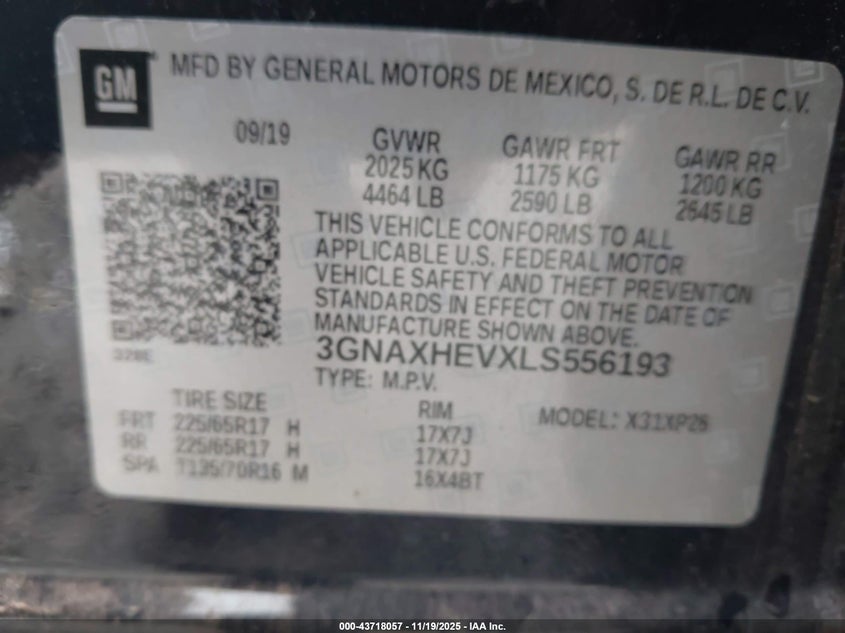 GM
MFD BY GENERAL MOTORS DE MEXICO, S. DE R.L. DE C.V.
09/19 GVWR GAWR FRT GAWR RR
2025 KG 1175 KG 1200 KG
4464 LB 2590 LB 2645 LB
THIS VEHICLE CONFORMS TO ALL
APPLICABLE U.S. FEDERAL MOTOR
VEHICLE SAFETY AND THEFT PREVENTION
STANDARDS IN EFFECT ON THE DATE OF
MANUFACTURE SHOWN ABOVE.
3GNAXHEVXLS556193
TYPE: M.P.V.
TIRE SIZE RIM MODEL: X31XP26
FRT 225/65R17 H 17X7J
RR 225/65R17 H 17X7J
SPA T135/70R16 M 16X4BT
000-43718057 - 11/19/2025 - IAA Inc.